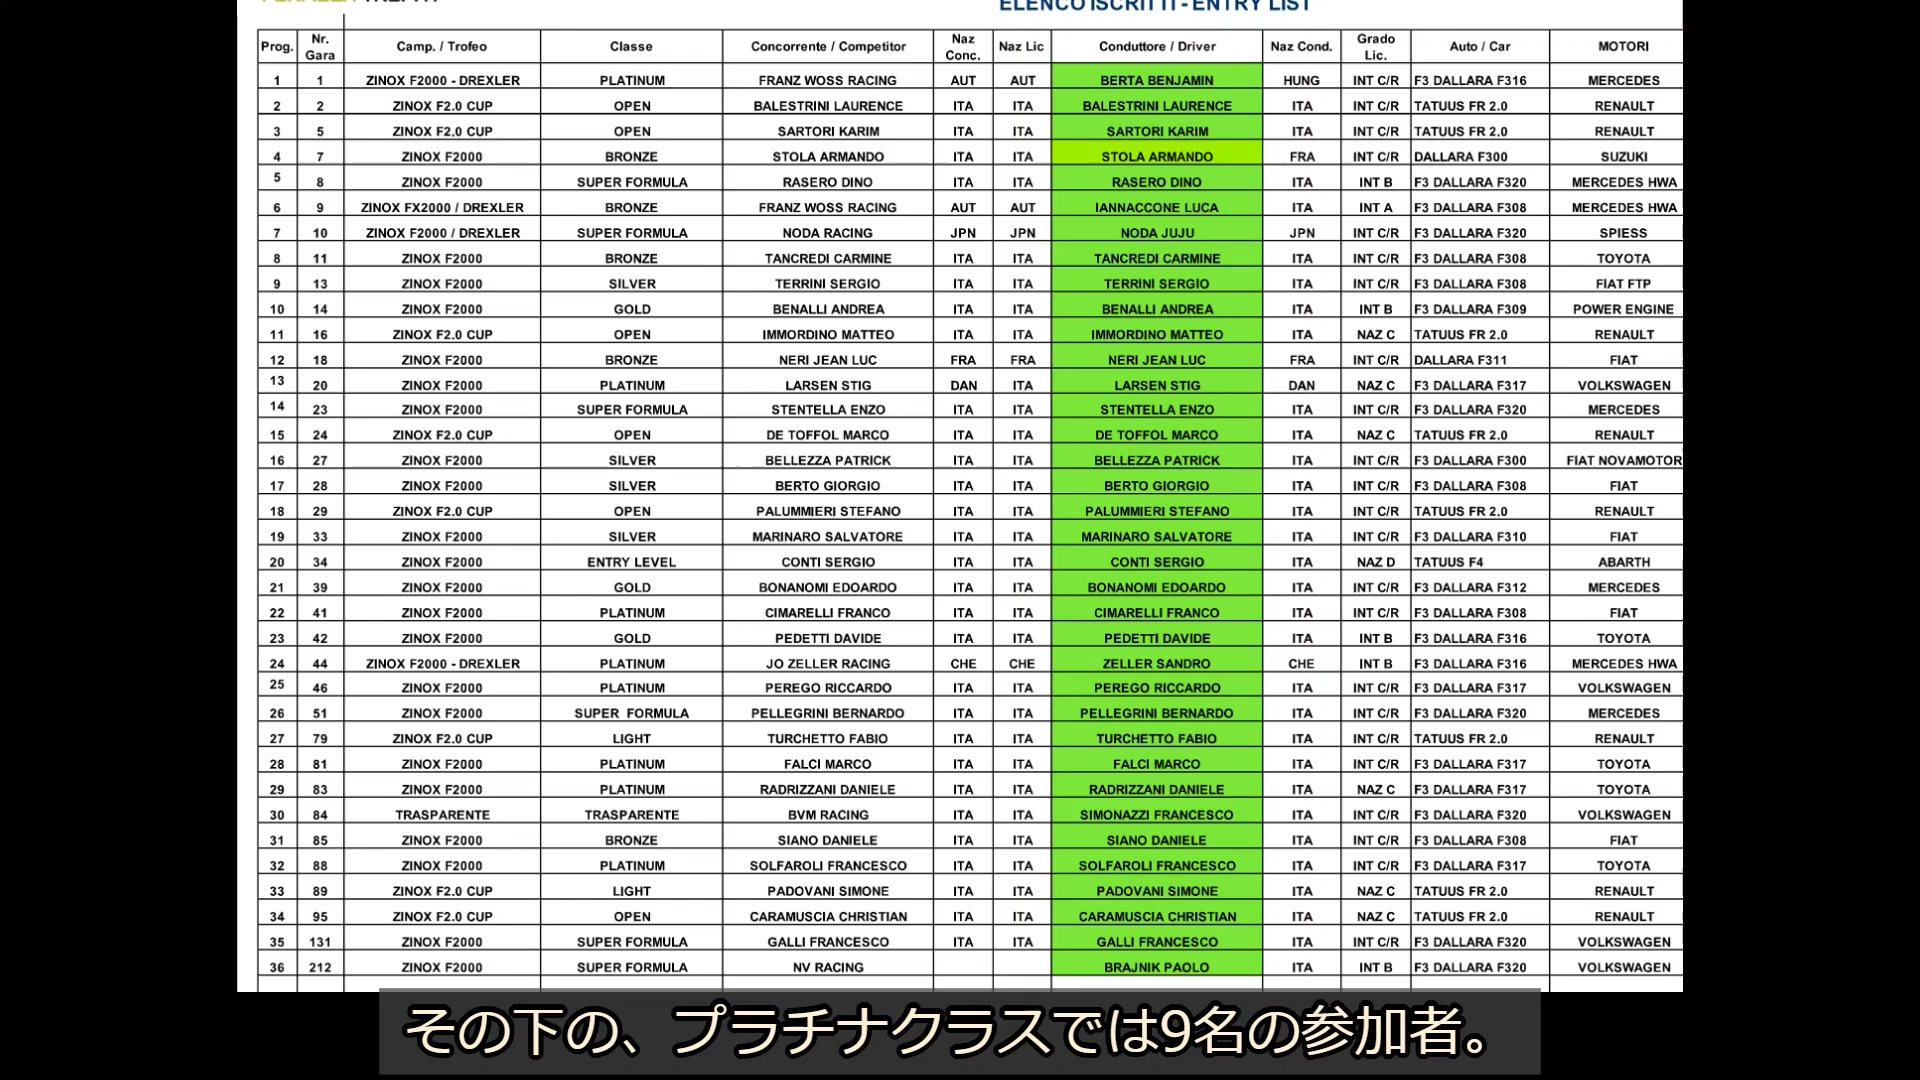 ELENCO ISCRITTI - ENTRY LIST
Prog. Nr. Gara Camp. / Trofeo Classe Concorrente / Competitor Naz Conc. Naz Lic Conduttore / Driver Naz Cond. Grado Lic. Auto / Car MOTORI
1 1 ZINOX F2000 - DREXLER PLATINUM FRANZ WOSS RACING AUT AUT BERTA BENJAMIN HUNG INT C/R F3 DALLARA F316 MERCEDES
2 2 ZINOX F2.0 CUP OPEN BALESTRINI LAURENCE ITA ITA BALESTRINI LAURENCE ITA INT C/R TATUUS FR 2.0 RENAULT
3 5 ZINOX F2.0 CUP OPEN SARTORI KARIM ITA ITA SARTORI KARIM ITA INT C/R TATUUS FR 2.0 RENAULT
4 7 ZINOX F2000 BRONZE STOLA ARMANDO ITA ITA STOLA ARMANDO FRA INT C/R DALLARA F300 SUZUKI
5 8 ZINOX F2000 SUPER FORMULA RASERO DINO ITA ITA RASERO DINO ITA INT B F3 DALLARA F320 MERCEDES HWA
6 9 ZINOX FX2000 / DREXLER BRONZE FRANZ WOSS RACING AUT AUT IANNACCONE LUCA ITA INT A F3 DALLARA F308 MERCEDES HWA
7 10 ZINOX F2000 / DREXLER SUPER FORMULA NODA RACING JPN JPN NODA JUJU JPN INT C/R F3 DALLARA F320 SPIESS
8 11 ZINOX F2000 BRONZE TANCREDI CARMINE ITA ITA TANCREDI CARMINE ITA INT C/R F3 DALLARA F308 TOYOTA
9 13 ZINOX F2000 SILVER TERRINI SERGIO ITA ITA TERRINI SERGIO ITA INT C/R F3 DALLARA F308 FIAT FTP
10 14 ZINOX F2000 GOLD BENALLI ANDREA ITA ITA BENALLI ANDREA ITA INT B F3 DALLARA F309 POWER ENGINE
11 16 ZINOX F2.0 CUP OPEN IMMORDINO MATTEO ITA ITA IMMORDINO MATTEO ITA NAZ C TATUUS FR 2.0 RENAULT
12 18 ZINOX F2000 BRONZE NERI JEAN LUC FRA FRA NERI JEAN LUC FRA INT C/R DALLARA F311 FIAT
13 20 ZINOX F2000 PLATINUM LARSEN STIG DAN ITA LARSEN STIG DAN NAZ C F3 DALLARA F317 VOLKSWAGEN
14 23 ZINOX F2000 SUPER FORMULA STENTELLA ENZO ITA ITA STENTELLA ENZO ITA INT C/R F3 DALLARA F320 MERCEDES
15 24 ZINOX F2.0 CUP OPEN DE TOFFOL MARCO ITA ITA DE TOFFOL MARCO ITA NAZ C TATUUS FR 2.0 RENAULT
16 27 ZINOX F2000 SILVER BELLEZZA PATRICK ITA ITA BELLEZZA PATRICK ITA INT C/R F3 DALLARA F300 FIAT NOVAMOTOR
17 28 ZINOX F2000 SILVER BERTO GIORGIO ITA ITA BERTO GIORGIO ITA INT C/R F3 DALLARA F308 FIAT
18 29 ZINOX F2.0 CUP OPEN PALUMMIERI STEFANO ITA ITA PALUMMIERI STEFANO ITA INT C/R TATUUS FR 2.0 RENAULT
19 33 ZINOX F2000 SILVER MARINARO SALVATORE ITA ITA MARINARO SALVATORE ITA INT C/R F3 DALLARA F310 FIAT
20 34 ZINOX F2000 ENTRY LEVEL CONTI SERGIO ITA ITA CONTI SERGIO ITA NAZ D TATUUS F4 ABARTH
21 39 ZINOX F2000 GOLD BONANOMI EDOARDO ITA ITA BONANOMI EDOARDO ITA INT C/R F3 DALLARA F312 MERCEDES
22 41 ZINOX F2000 PLATINUM CIMARELLI FRANCO ITA ITA CIMARELLI FRANCO ITA INT C/R F3 DALLARA F308 FIAT
23 42 ZINOX F2000 GOLD PEDETTI DAVIDE ITA ITA PEDETTI DAVIDE ITA INT B F3 DALLARA F316 TOYOTA
24 44 ZINOX F2000 - DREXLER PLATINUM JO ZELLER RACING CHE CHE ZELLER SANDRO CHE INT B F3 DALLARA F316 MERCEDES HWA
25 46 ZINOX F2000 PLATINUM PEREGO RICCARDO ITA ITA PEREGO RICCARDO ITA INT C/R F3 DALLARA F317 VOLKSWAGEN
26 51 ZINOX F2000 SUPER FORMULA PELLEGRINI BERNARDO ITA ITA PELLEGRINI BERNARDO ITA INT C/R F3 DALLARA F320 MERCEDES
27 79 ZINOX F2.0 CUP LIGHT TURCHETTO FABIO ITA ITA TURCHETTO FABIO ITA INT C/R TATUUS FR 2.0 RENAULT
28 81 ZINOX F2000 PLATINUM FALCI MARCO ITA ITA FALCI MARCO ITA INT C/R F3 DALLARA F317 TOYOTA
29 83 ZINOX F2000 PLATINUM RADRIZZANI DANIELE ITA ITA RADRIZZANI DANIELE ITA NAZ C F3 DALLARA F317 TOYOTA
30 84 TRASPARENTE TRASPARENTE BVM RACING ITA ITA SIMONAZZI FRANCESCO ITA INT C/R F3 DALLARA F320 VOLKSWAGEN
31 85 ZINOX F2000 BRONZE SIANO DANIELE ITA ITA SIANO DANIELE ITA INT C/R F3 DALLARA F308 FIAT
32 88 ZINOX F2000 PLATINUM SOLFAROLI FRANCESCO ITA ITA SOLFAROLI FRANCESCO ITA INT C/R F3 DALLARA F317 TOYOTA
33 89 ZINOX F2.0 CUP LIGHT PADOVANI SIMONE ITA ITA PADOVANI SIMONE ITA NAZ C TATUUS FR 2.0 RENAULT
34 95 ZINOX F2.0 CUP OPEN CARAMUSCIA CHRISTIAN ITA ITA CARAMUSCIA CHRISTIAN ITA NAZ C TATUUS FR 2.0 RENAULT
35 131 ZINOX F2000 SUPER FORMULA GALLI FRANCESCO ITA ITA GALLI FRANCESCO ITA INT C/R F3 DALLARA F320 VOLKSWAGEN
36 212 ZINOX F2000 SUPER FORMULA NV RACING BRAJNIK PAOLO ITA INT B F3 DALLARA F320 VOLKSWAGEN
その下の、プラチナクラスでは9名の参加者。